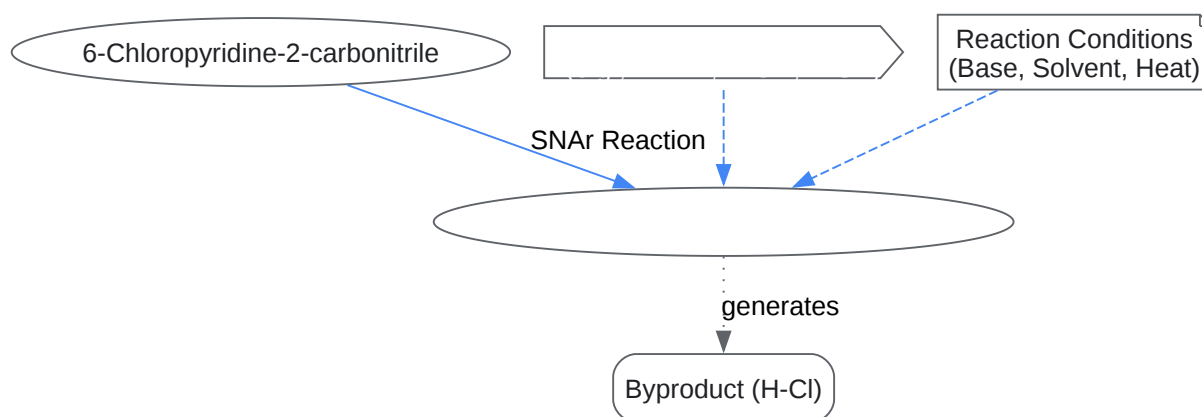 6-Chloropyridine-2-carbonitrile
Reaction Conditions
(Base, Solvent, Heat)
SNAr Reaction
generates
Byproduct (H-Cl)